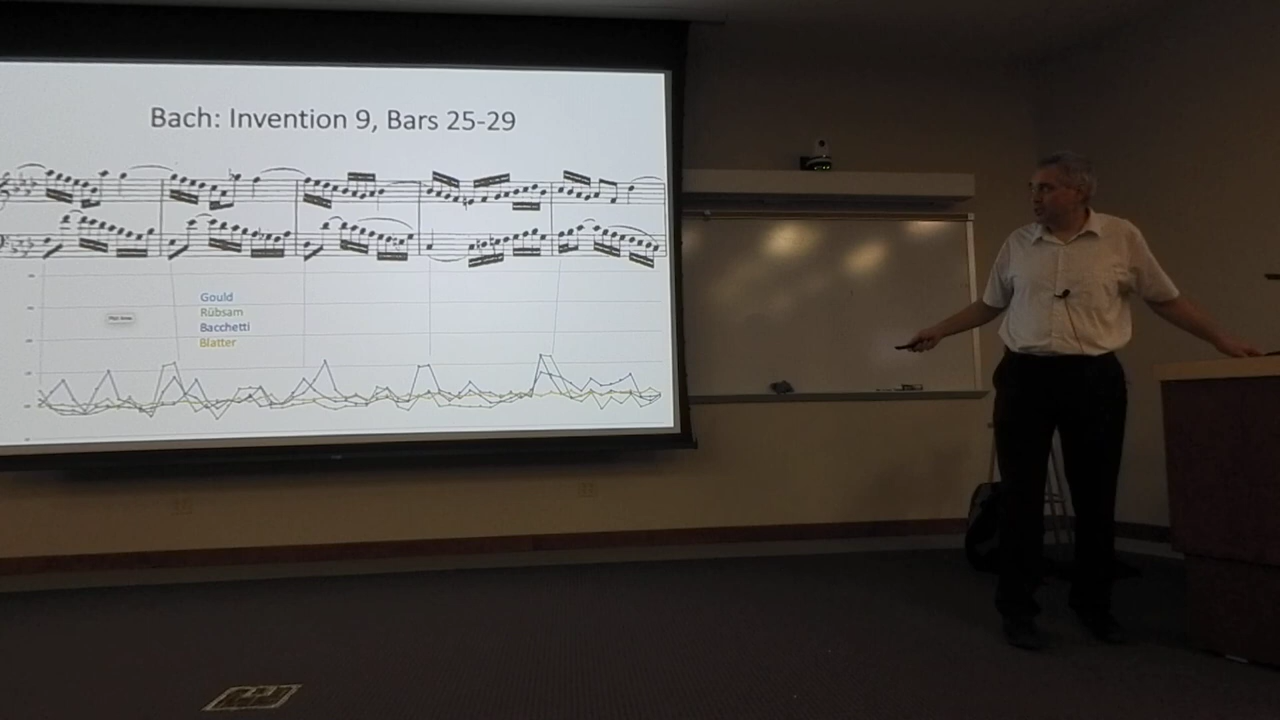 Bach: Invention 9, Bars 25-29
Gould
Rübsam
Bacchetti
Blatter